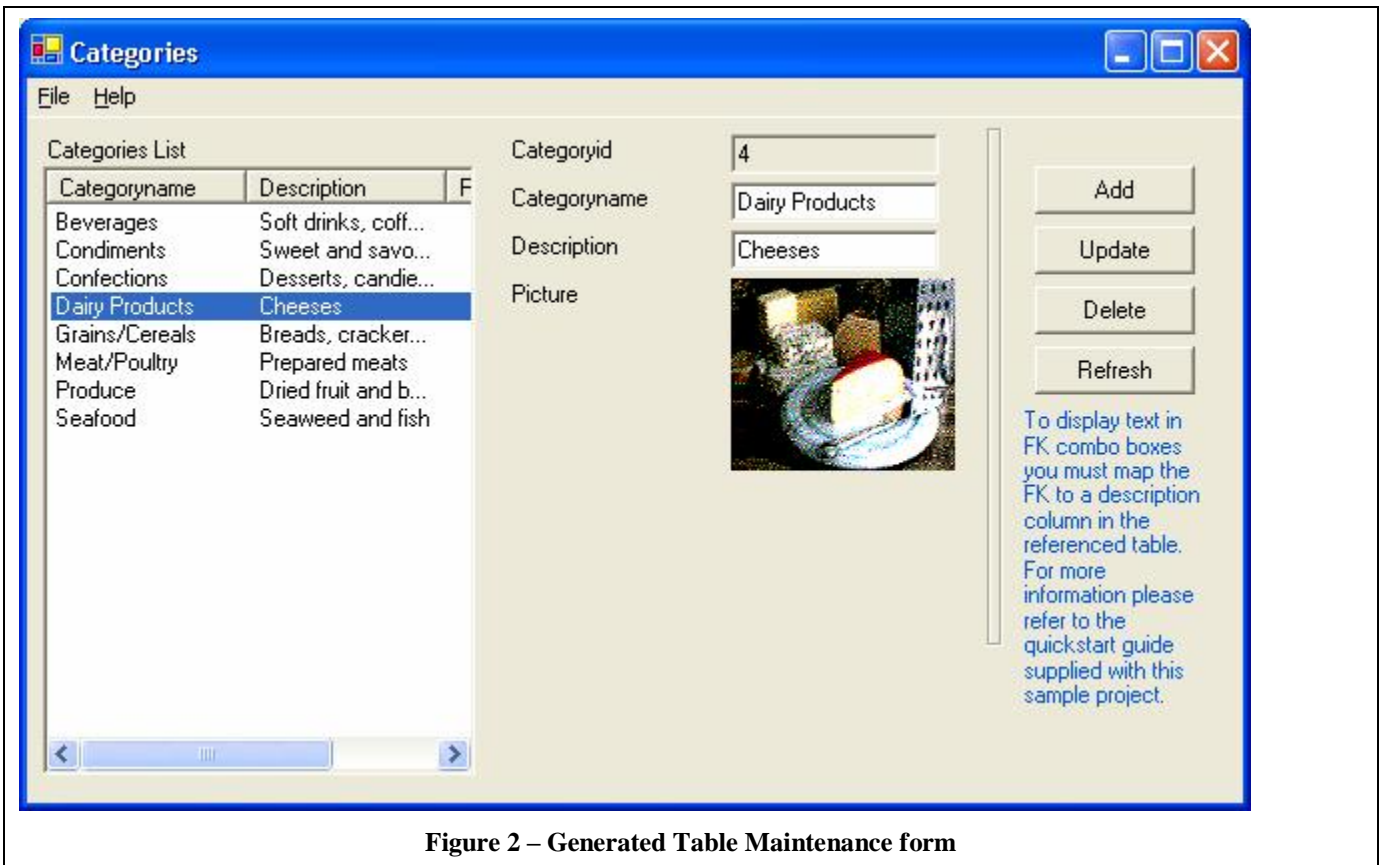 Categories
File Help
Categories List
Categoryname Description F
Beverages Soft drinks, coff...
Condiments Sweet and savo...
Confections Desserts, candie...
Dairy Products Cheeses
Grains/Cereals Breads, cracker...
Meat/Poultry Prepared meats
Produce Dried fruit and b...
Seafood Seaweed and fish
Categoryid 4
Categoryname Dairy Products
Description Cheeses
Picture
Add
Update
Delete
Refresh
To display text in
FK combo boxes
you must map the
FK to a description
column in the
referenced table.
For more
information please
refer to the
quickstart guide
supplied with this
sample project.
Figure 2 – Generated Table Maintenance form